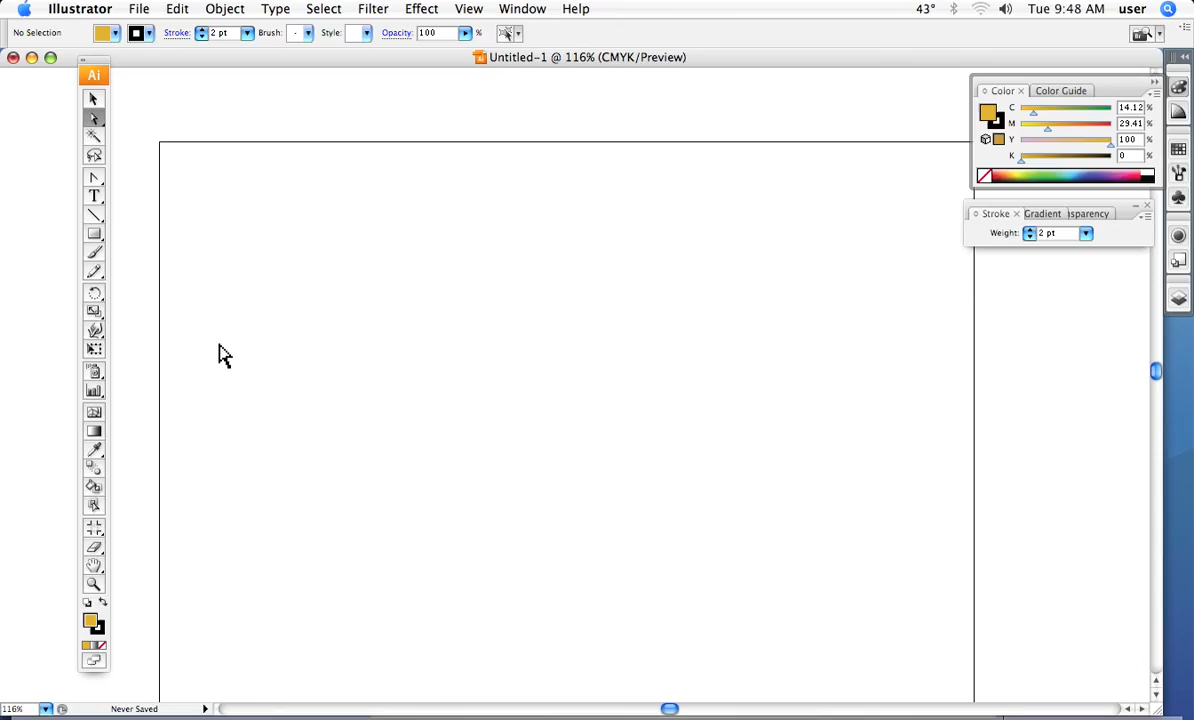 Illustrator File Edit Object Type Select Filter Effect View Window Help 43° Tue 9:48 AM user
No Selection Stroke: 2 pt Brush: Style: Opacity: 100 %
Untitled-1 @ 116% (CMYK/Preview)
Ai
Color Color Guide
C 14.12 %
M 29.41 %
Y 100 %
K 0 %
Stroke Gradient sparency
Weight: 2 pt
T
116% Never Saved